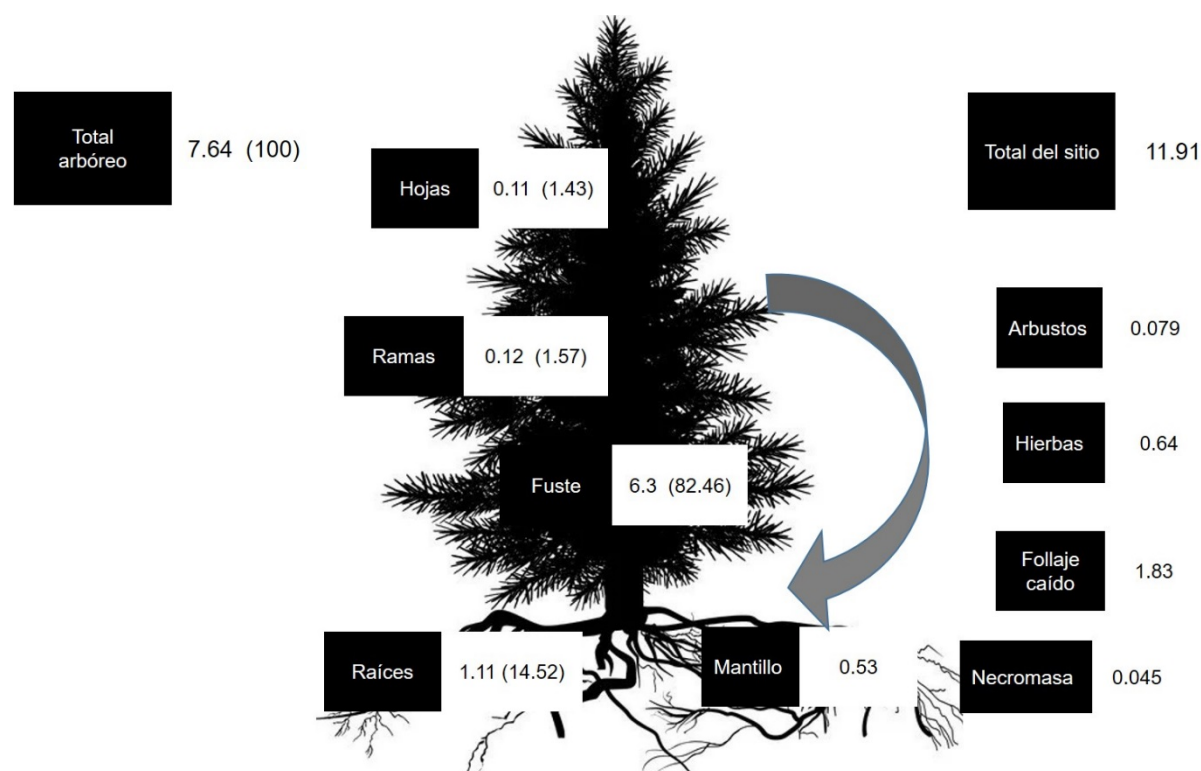 Total
arbóreo
7.64 (100)
Total del sitio
11.91
Hojas
0.11 (1.43)
Ramas
0.12 (1.57)
Arbustos
0.079
Hierbas
0.64
Fuste
6.3 (82.46)
Follaje
caído
1.83
Raíces
1.11 (14.52)
Mantillo
0.53
Necromasa
0.045